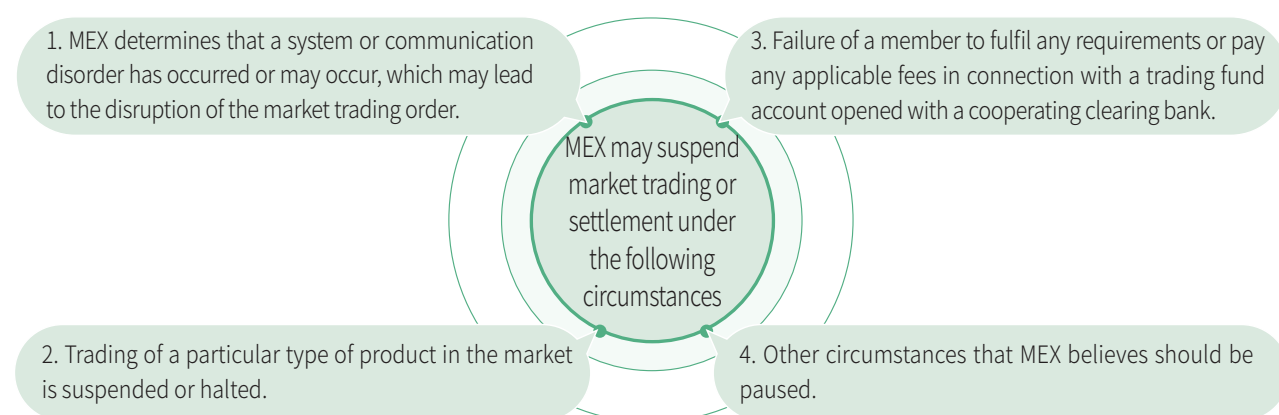 1. MEX determines that a system or communication
disorder has occurred or may occur, which may lead
to the disruption of the market trading order.
3. Failure of a member to fulfil any requirements or pay
any applicable fees in connection with a trading fund
account opened with a cooperating clearing bank.
MEX may suspend
market trading or
settlement under
the following
circumstances
2. Trading of a particular type of product in the market
is suspended or halted.
4. Other circumstances that MEX believes should be
paused.